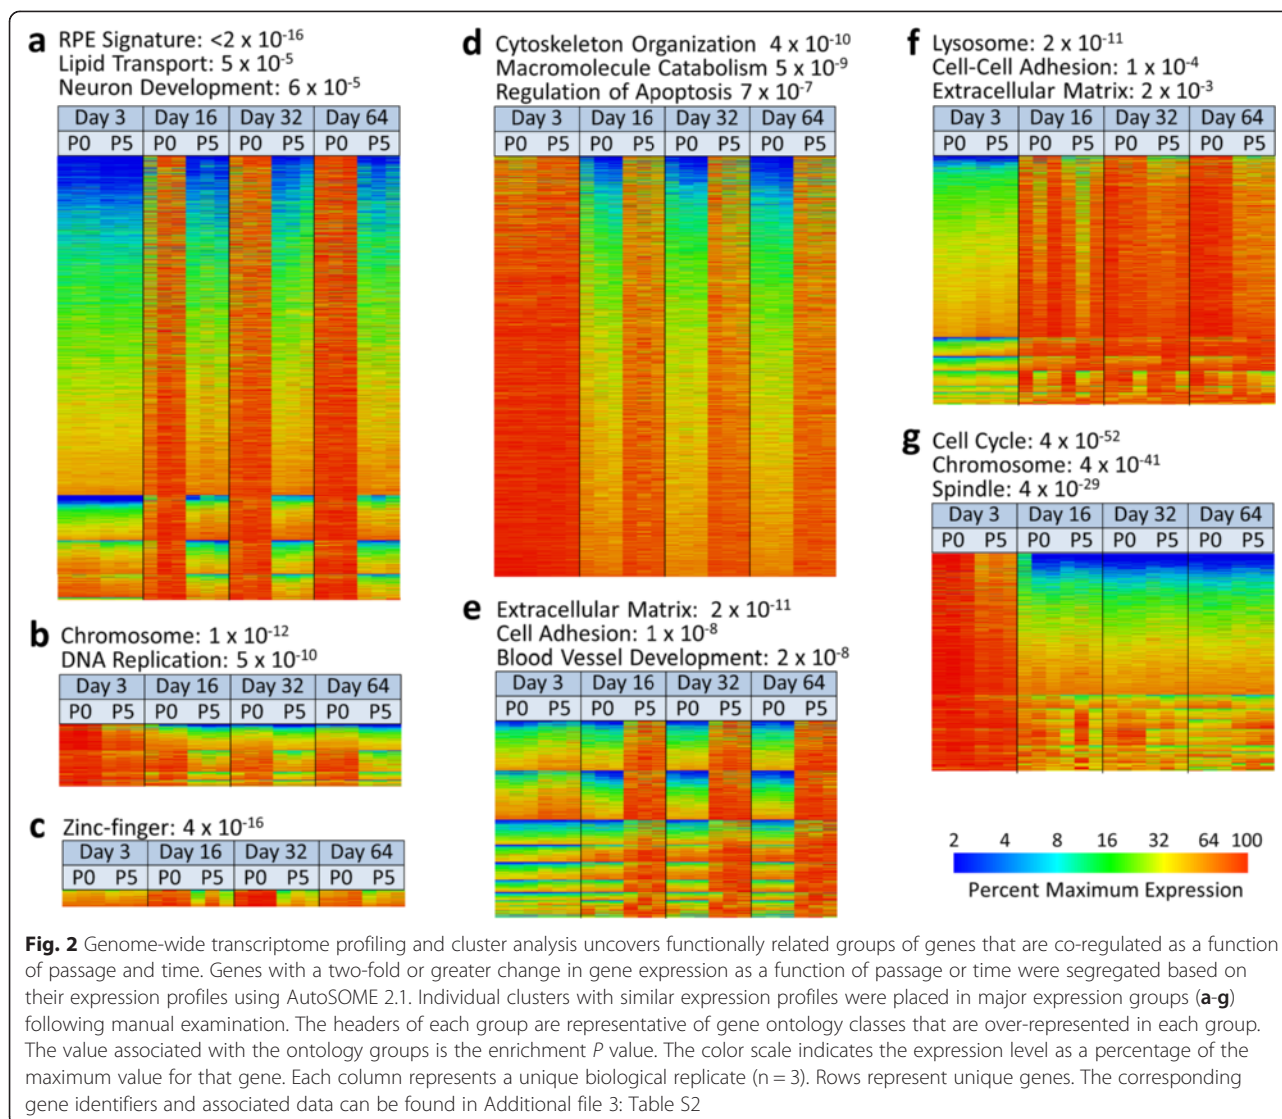 a RPE Signature: <2 x 10-16
Lipid Transport: 5 x 10-5
Neuron Development: 6 x 10-5
Day 3 Day 16 Day 32 Day 64
P0 P5 P0 P5 P0 P5 P0 P5
b Chromosome: 1 x 10-12
DNA Replication: 5 x 10-10
Day 3 Day 16 Day 32 Day 64
P0 P5 P0 P5 P0 P5 P0 P5
c Zinc-finger: 4 x 10-16
Day 3 Day 16 Day 32 Day 64
P0 P5 P0 P5 P0 P5 P0 P5
d Cytoskeleton Organization 4 x 10-10
Macromolecule Catabolism 5 x 10-9
Regulation of Apoptosis 7 x 10-7
Day 3 Day 16 Day 32 Day 64
P0 P5 P0 P5 P0 P5 P0 P5
e Extracellular Matrix: 2 x 10-11
Cell Adhesion: 1 x 10-8
Blood Vessel Development: 2 x 10-8
Day 3 Day 16 Day 32 Day 64
P0 P5 P0 P5 P0 P5 P0 P5
f Lysosome: 2 x 10-11
Cell-Cell Adhesion: 1 x 10-4
Extracellular Matrix: 2 x 10-3
Day 3 Day 16 Day 32 Day 64
P0 P5 P0 P5 P0 P5 P0 P5
g Cell Cycle: 4 x 10-52
Chromosome: 4 x 10-41
Spindle: 4 x 10-29
Day 3 Day 16 Day 32 Day 64
P0 P5 P0 P5 P0 P5 P0 P5
2 4 8 16 32 64 100
Percent Maximum Expression
Fig. 2 Genome-wide transcriptome profiling and cluster analysis uncovers functionally related groups of genes that are co-regulated as a function
of passage and time. Genes with a two-fold or greater change in gene expression as a function of passage or time were segregated based on
their expression profiles using AutoSOME 2.1. Individual clusters with similar expression profiles were placed in major expression groups (a-g)
following manual examination. The headers of each group are representative of gene ontology classes that are over-represented in each group.
The value associated with the ontology groups is the enrichment P value. The color scale indicates the expression level as a percentage of the
maximum value for that gene. Each column represents a unique biological replicate (n = 3). Rows represent unique genes. The corresponding
gene identifiers and associated data can be found in Additional file 3: Table S2